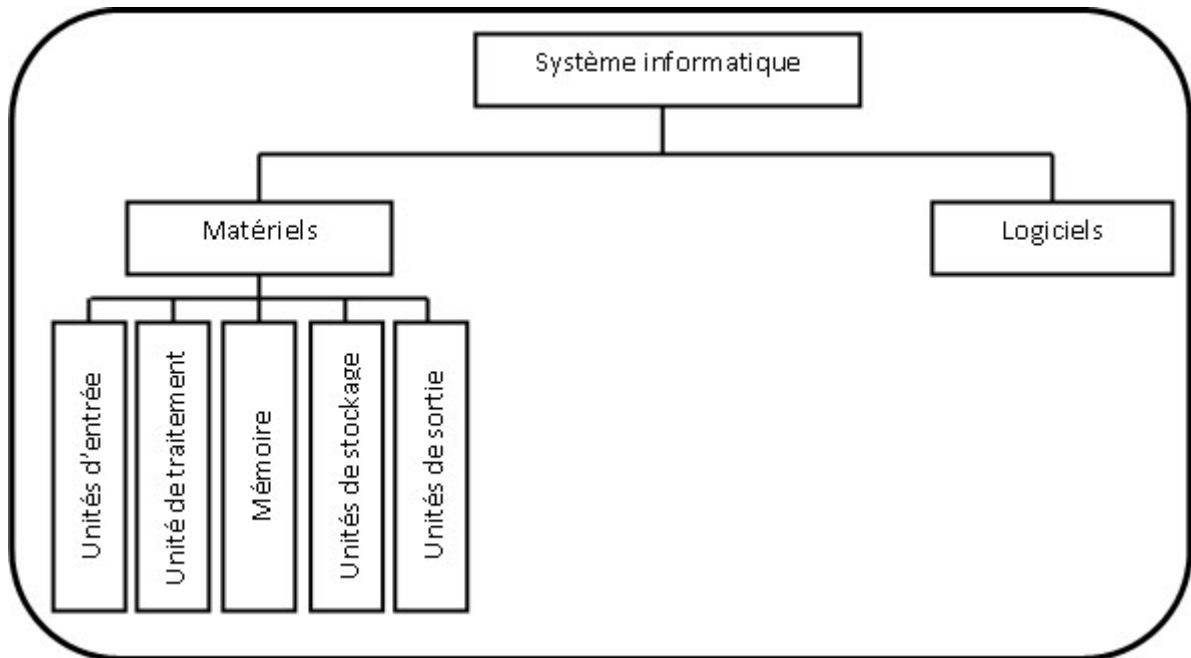 Système informatique
Matériels
Logiciels
Unités d'entrée
Unité de traitement
Mémoire
Unités de stockage
Unités de sortie